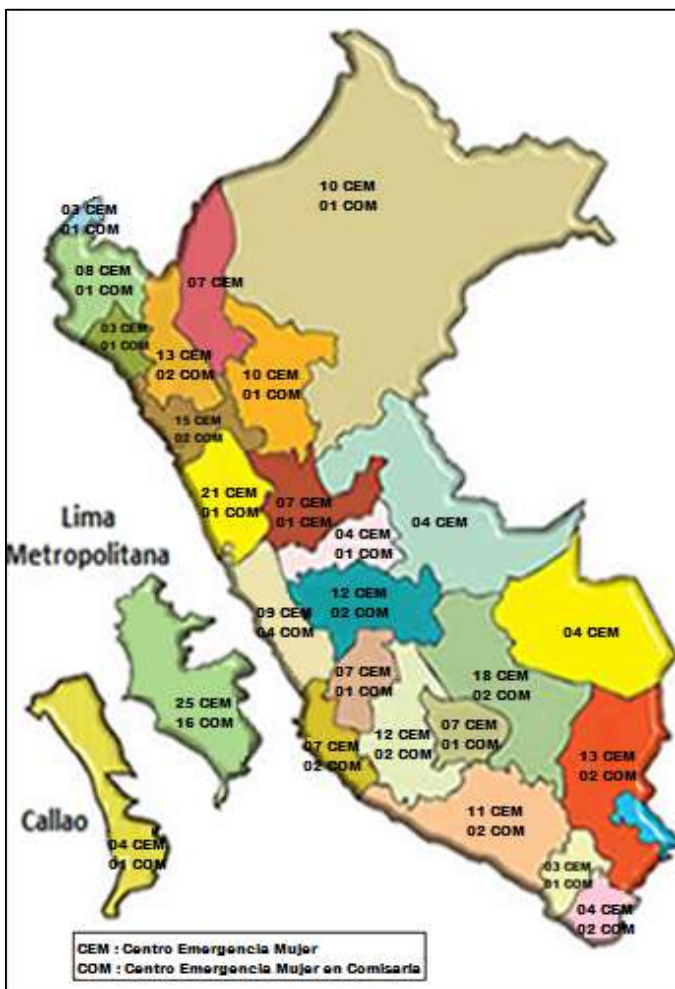 10 CEM
01 COM
03 CEM
01 COM
08 CEM
01 COM
07 CEM
03 CEM
01 COM
13 CEM
02 COM
10 CEM
01 COM
15 CEM
02 COM
21 CEM
01 COM
07 CEM
01 CEM
04 CEM
04 CEM
01 COM
Lima
Metropolitana
12 CEM
02 COM
09 CEM
04 COM
04 CEM
07 CEM
01 COM
18 CEM
02 COM
25 CEM
16 COM
07 CEM
02 COM
12 CEM
02 COM
07 CEM
01 COM
13 CEM
02 COM
11 CEM
02 COM
Callao
04 CEM
01 COM
03 CEM
01 COM
04 CEM
02 COM
CEM : Centro Emergencia Mujer
COM : Centro Emergencia Mujer en Comisaria